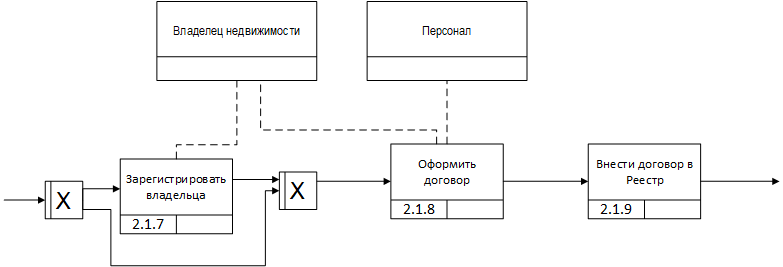 Владелец недвижимости
Персонал
X
Зарегистрировать
владельца
2.1.7
X
Оформить
договор
2.1.8
Внести договор в
Реестр
2.1.9